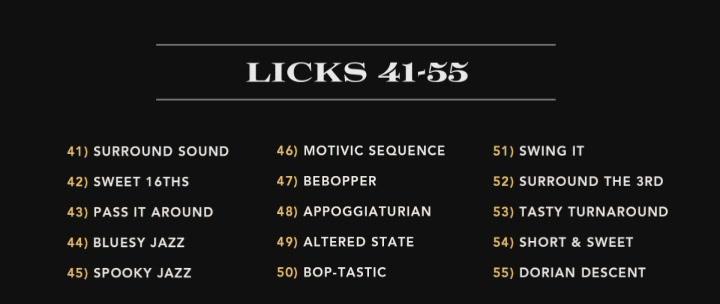 LICKS 41-55
41) SURROUND SOUND
42) SWEET 16THS
43) PASS IT AROUND
44) BLUESY JAZZ
45) SPOOKY JAZZ
46) MOTIVIC SEQUENCE
47) BEBOPPER
48) APPOGGIATURIAN
49) ALTERED STATE
50) BOP-TASTIC
51) SWING IT
52) SURROUND THE 3RD
53) TASTY TURNAROUND
54) SHORT & SWEET
55) DORIAN DESCENT